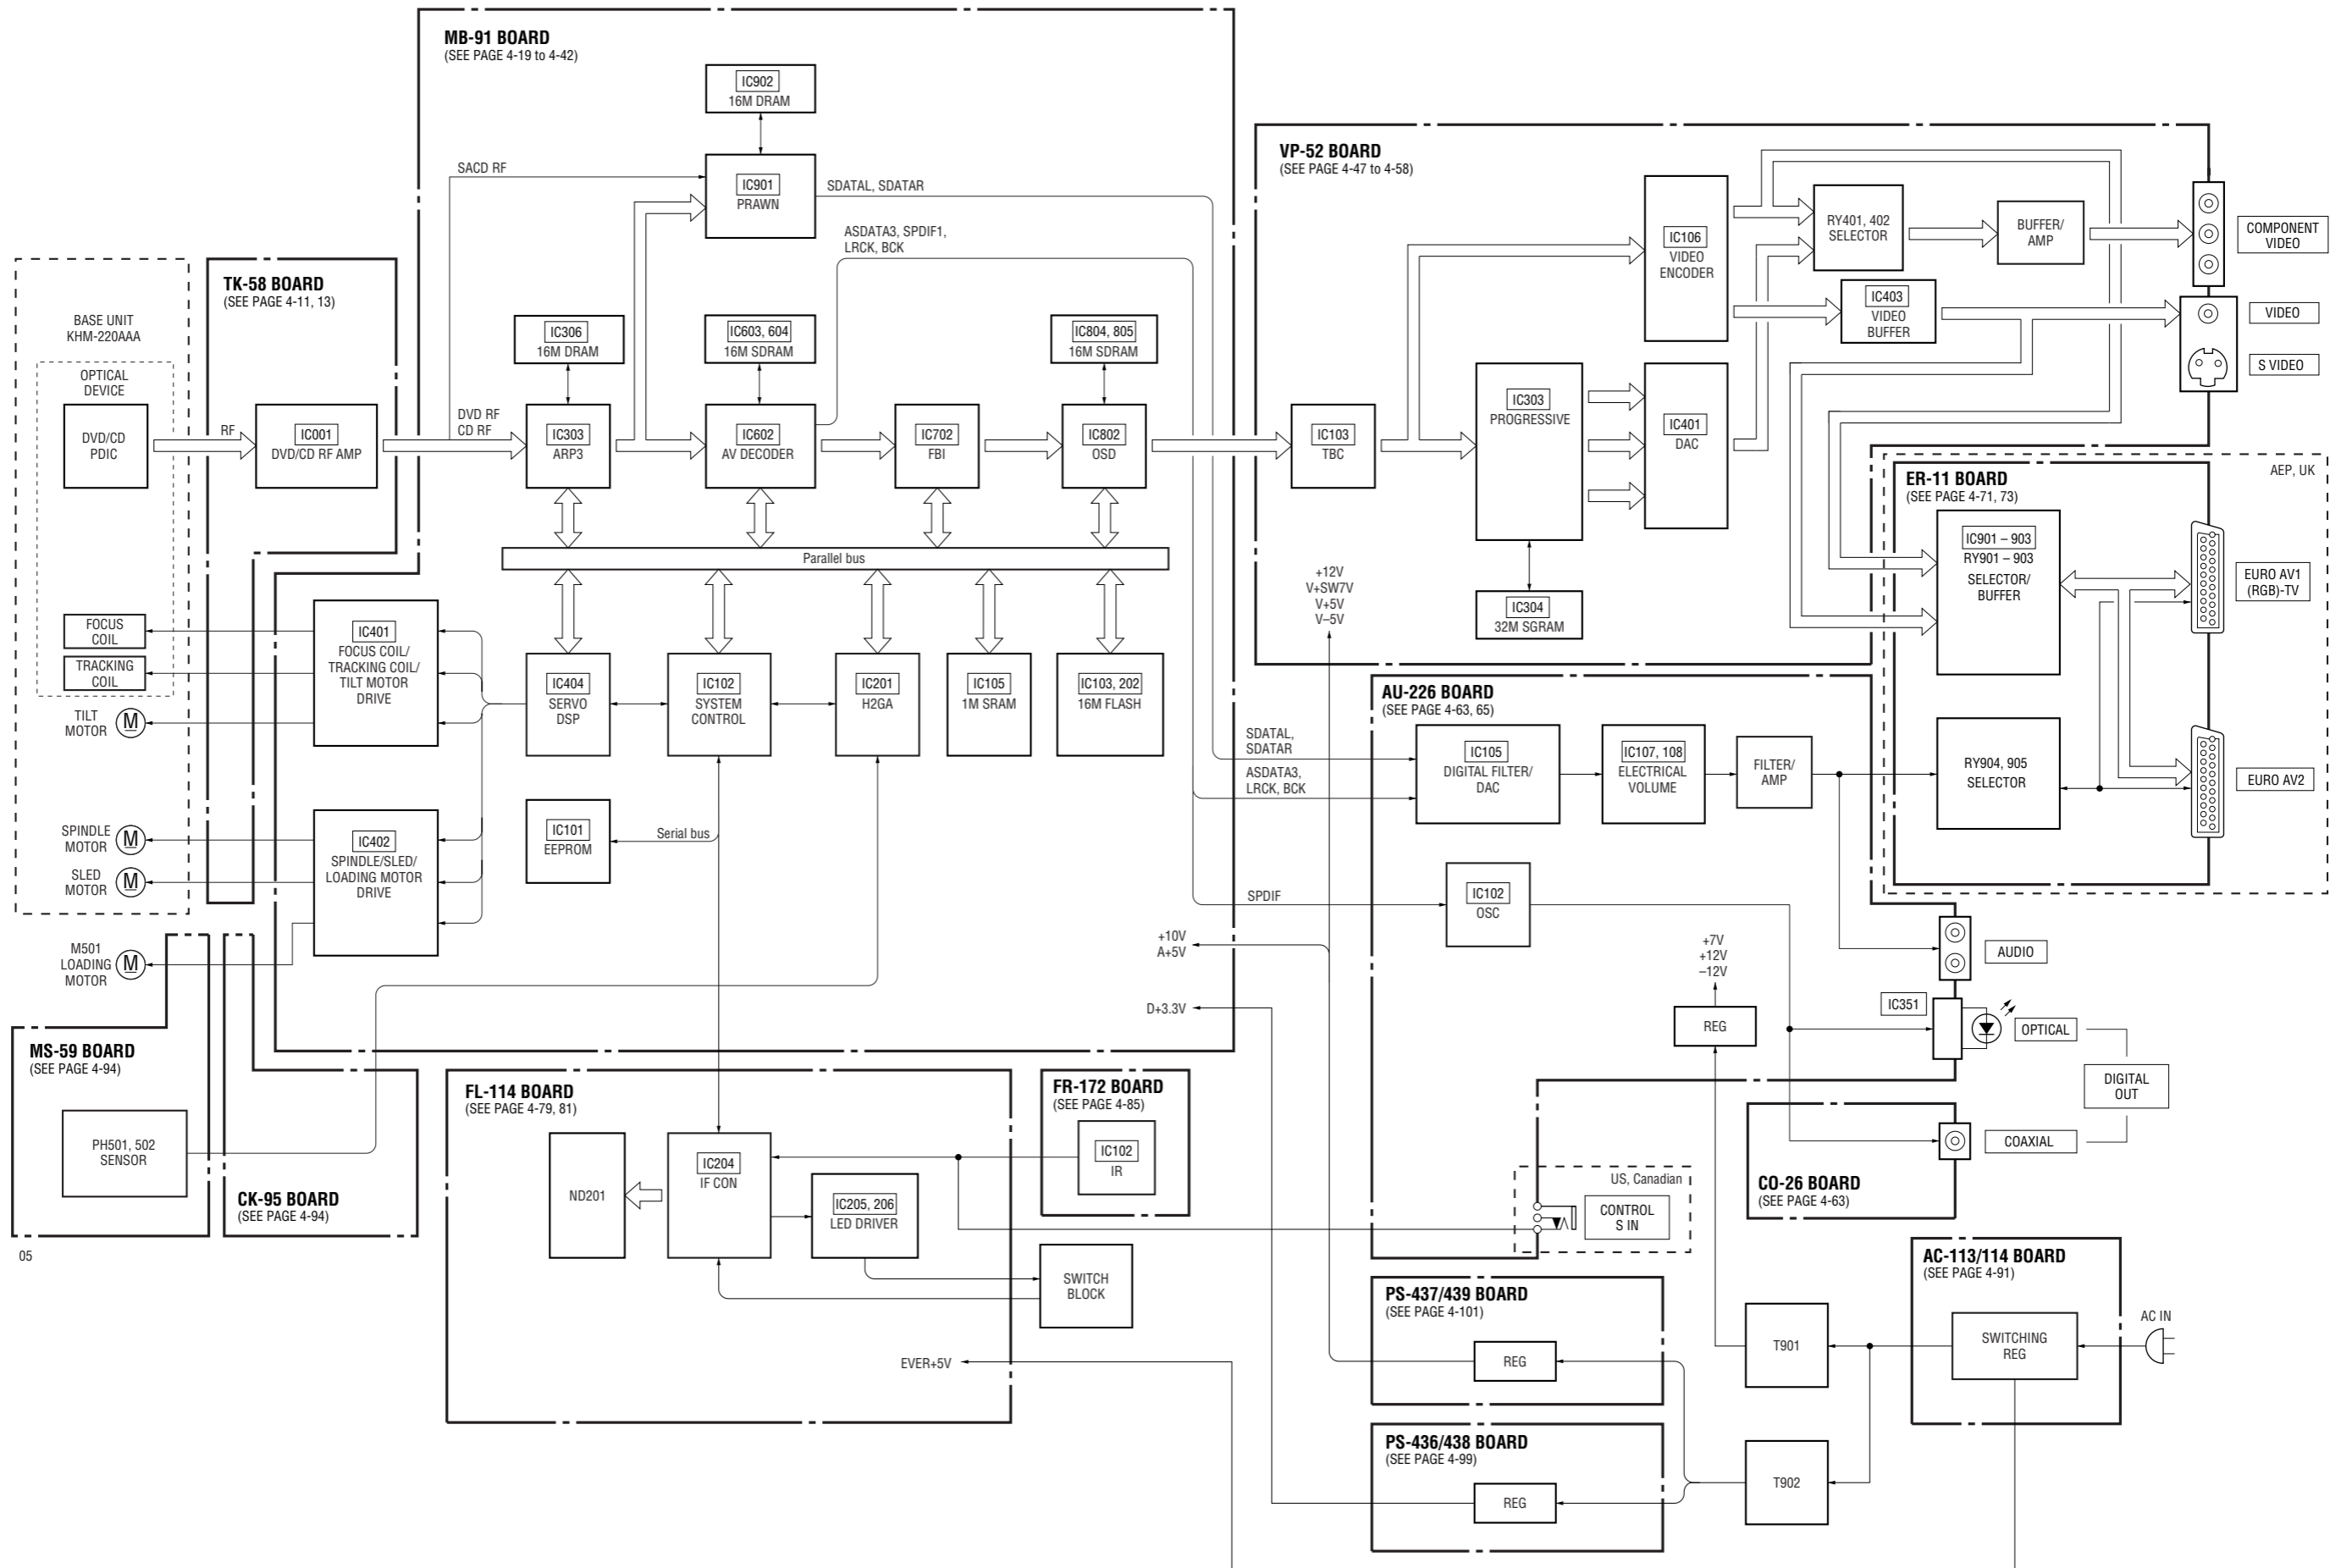 MB-91 BOARD
(SEE PAGE 4-19 to 4-42)
IC902
16M DRAM
SACD RF
IC901
PRAWN
SDATAL, SDATAR
ASDATA3, SPDIF1,
LRCK, BCK
BASE UNIT
KHM-220AAA
OPTICAL
DEVICE
DVD/CD
PDIC
RF
TK-58 BOARD
(SEE PAGE 4-11, 13)
IC001
DVD/CD RF AMP
DVD RF
CD RF
IC306
16M DRAM
IC603, 604
16M SDRAM
IC804, 805
16M SDRAM
IC303
ARP3
IC602
AV DECODER
IC702
FBI
IC802
OSD
Parallel bus
FOCUS
COIL
TRACKING
COIL
TILT
MOTOR
M
IC401
FOCUS COIL/
TRACKING COIL/
TILT MOTOR
DRIVE
IC404
SERVO
DSP
IC102
SYSTEM
CONTROL
IC201
H2GA
IC105
1M SRAM
IC103, 202
16M FLASH
SPINDLE
MOTOR
M
SLED
MOTOR
M
IC402
SPINDLE/SLED/
LOADING MOTOR
DRIVE
IC101
EEPROM
Serial bus
M501
LOADING
MOTOR
M
+10V
A+5V
D+3.3V
VP-52 BOARD
(SEE PAGE 4-47 to 4-58)
IC106
VIDEO
ENCODER
RY401, 402
SELECTOR
BUFFER/
AMP
COMPONENT
VIDEO
IC403
VIDEO
BUFFER
VIDEO
S VIDEO
IC103
TBC
IC303
PROGRESSIVE
IC401
DAC
IC304
32M SGRAM
+12V
V+SW7V
V+5V
V–5V
AEP, UK
ER-11 BOARD
(SEE PAGE 4-71, 73)
IC901 – 903
RY901 – 903
SELECTOR/
BUFFER
EURO AV1
(RGB)-TV
RY904, 905
SELECTOR
EURO AV2
AU-226 BOARD
(SEE PAGE 4-63, 65)
SDATAL,
SDATAR
ASDATA3,
LRCK, BCK
IC105
DIGITAL FILTER/
DAC
IC107, 108
ELECTRICAL
VOLUME
FILTER/
AMP
SPDIF
IC102
OSC
AUDIO
+7V
+12V
–12V
REG
IC351
OPTICAL
DIGITAL
OUT
COAXIAL
CO-26 BOARD
(SEE PAGE 4-63)
US, Canadian
CONTROL
S IN
MS-59 BOARD
(SEE PAGE 4-94)
PH501, 502
SENSOR
05
CK-95 BOARD
(SEE PAGE 4-94)
FL-114 BOARD
(SEE PAGE 4-79, 81)
ND201
IC204
IF CON
IC205, 206
LED DRIVER
FR-172 BOARD
(SEE PAGE 4-85)
IC102
IR
SWITCH
BLOCK
EVER+5V
PS-437/439 BOARD
(SEE PAGE 4-101)
REG
PS-436/438 BOARD
(SEE PAGE 4-99)
REG
T901
T902
AC-113/114 BOARD
(SEE PAGE 4-91)
SWITCHING
REG
AC IN